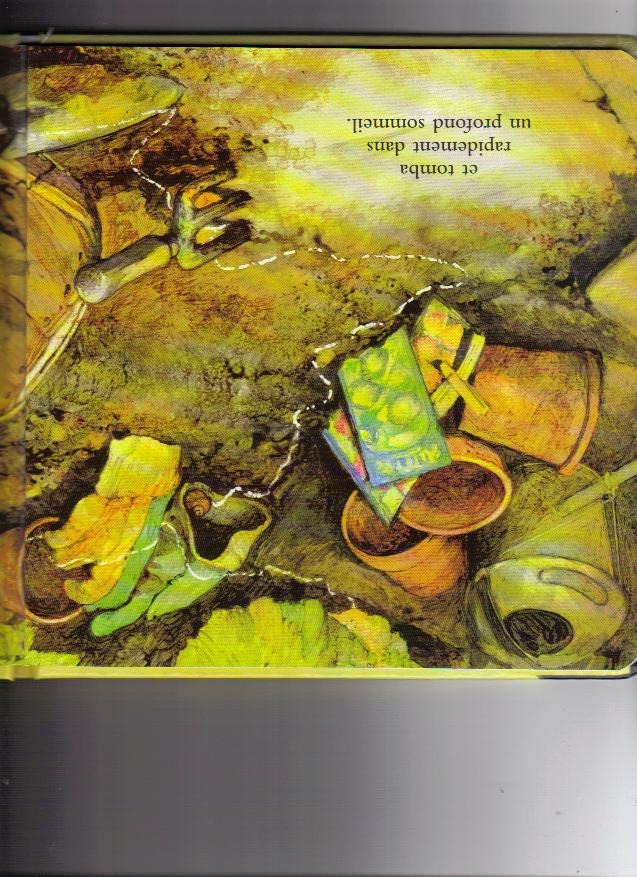 et tomba
rapidement dans
un profond sommeil.